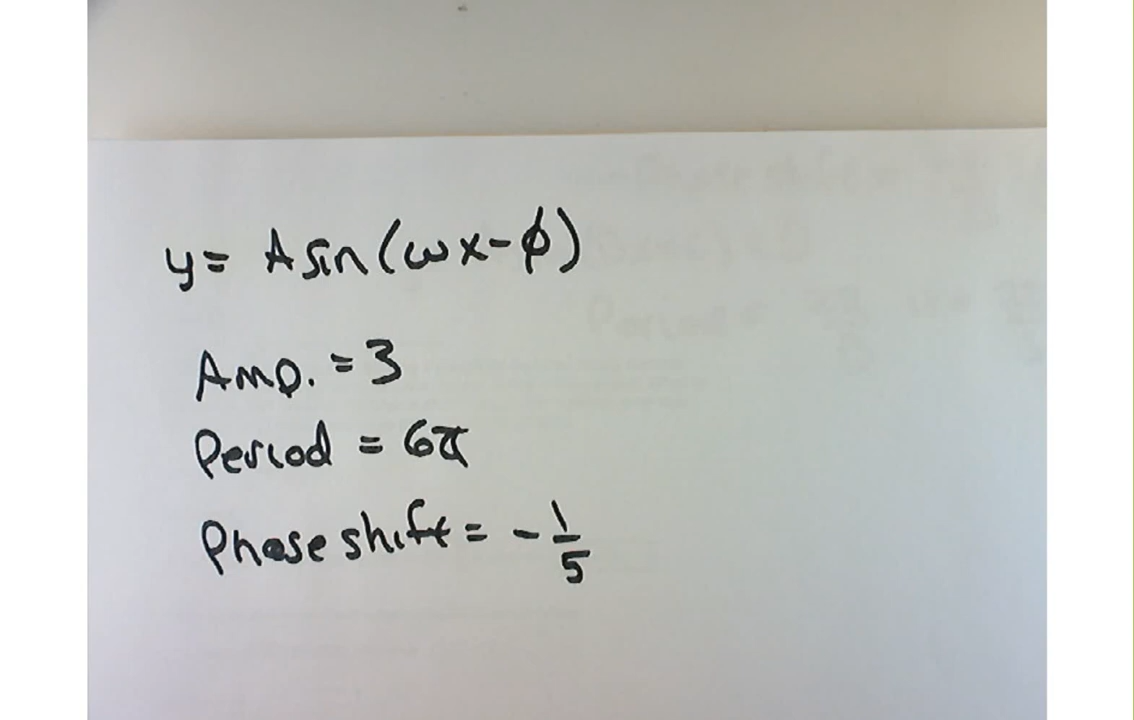 y = A sin(ωx-ϕ)
Amp. = 3
Period = 6π
Phase shift = - 1/5